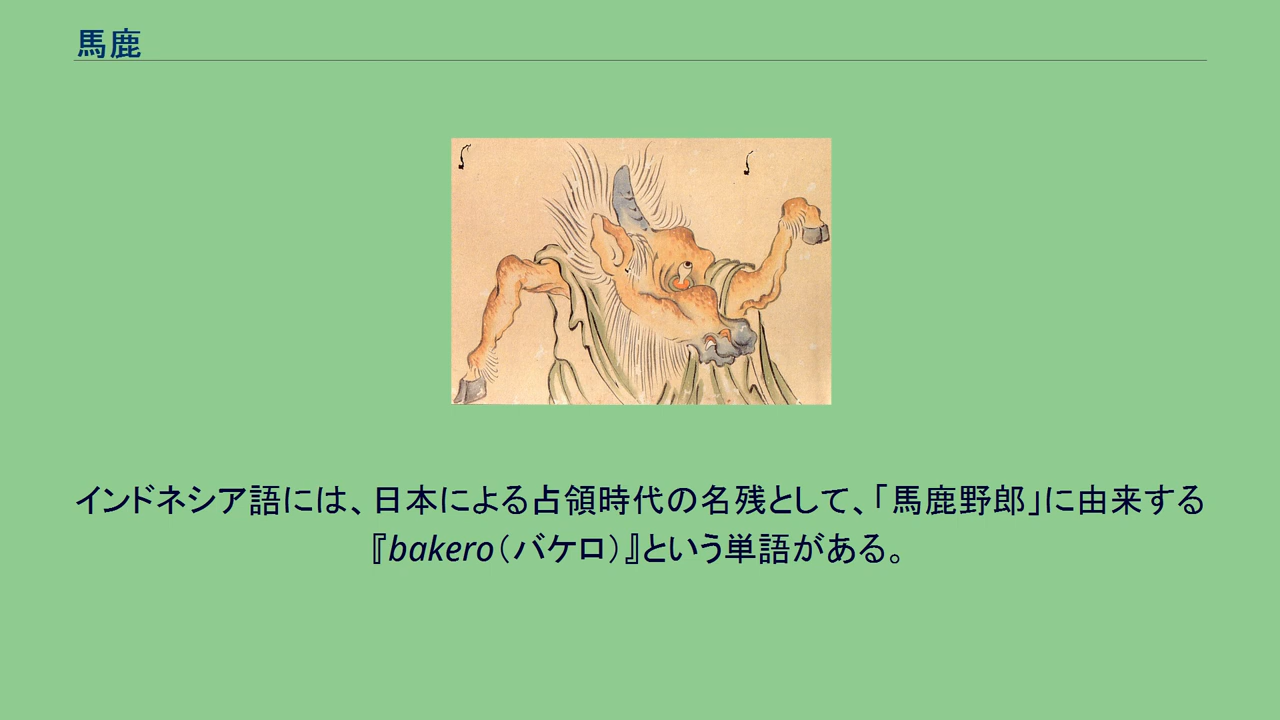 馬鹿
インドネシア語には、日本による占領時代の名残として、「馬鹿野郎」に由来する
『bakero（バケロ）』という単語がある。